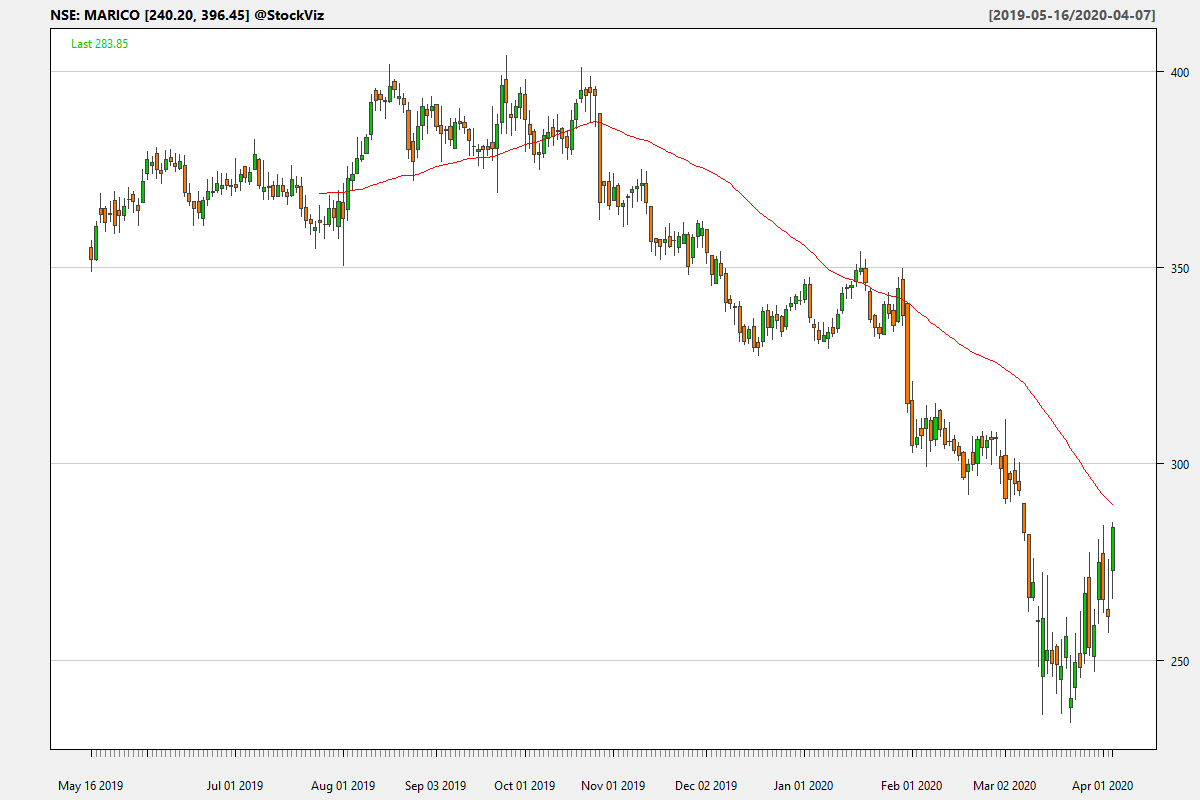 NSE: MARICO [240.20, 396.45] @StockViz [2019-05-16/2020-04-07]
Last 283.85
400
350
300
250
May 16 2019 Jul 01 2019 Aug 01 2019 Sep 03 2019 Oct 01 2019 Nov 01 2019 Dec 02 2019 Jan 01 2020 Feb 01 2020 Mar 02 2020 Apr 01 2020